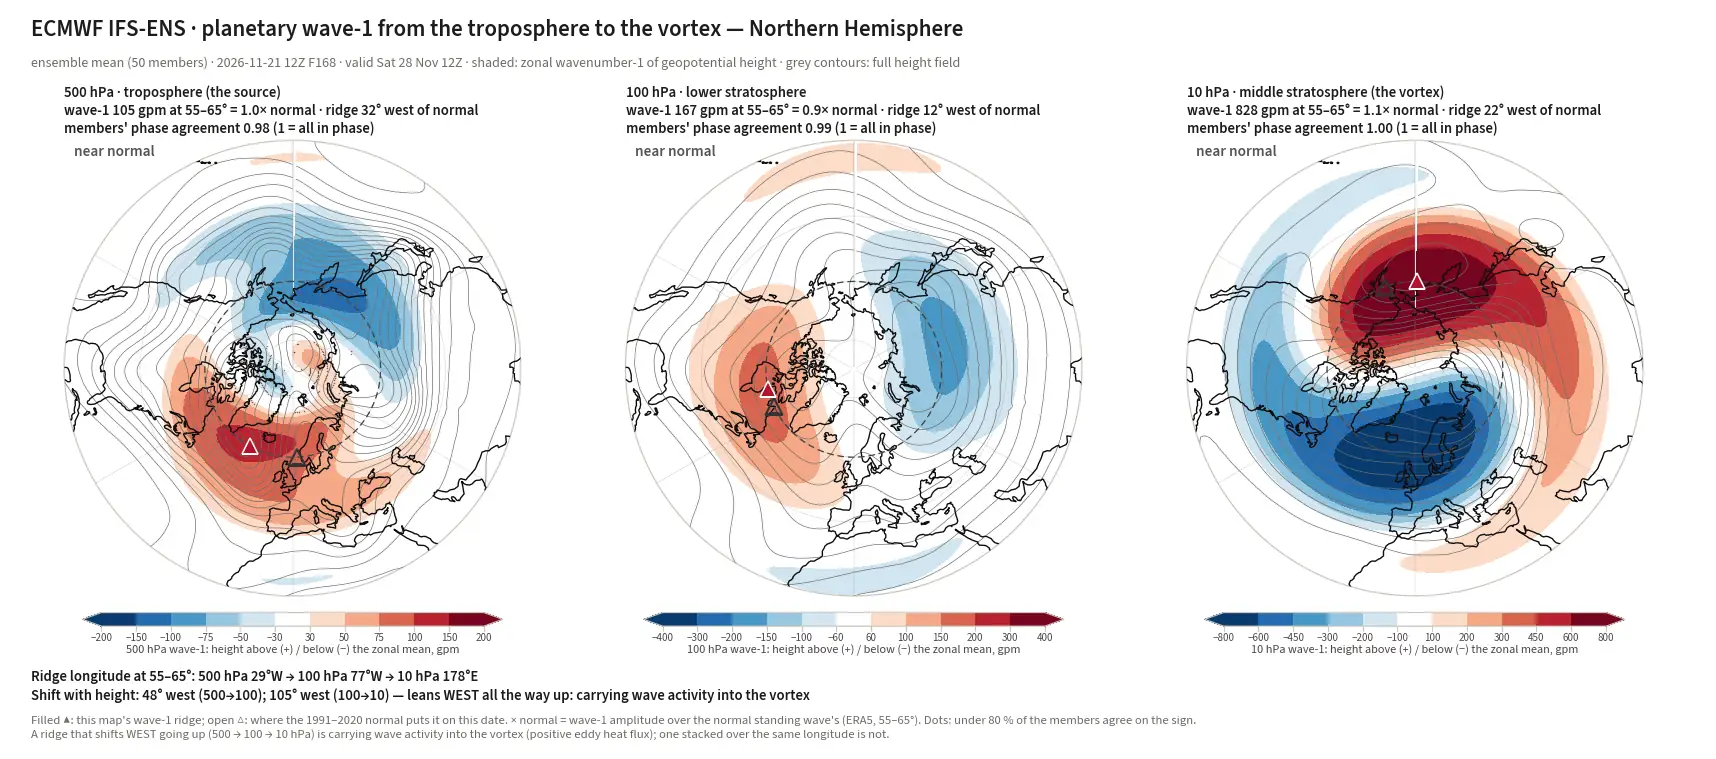 ECMWF IFS-ENS · planetary wave-1 from the troposphere to the vortex — Northern Hemisphere
ensemble mean (50 members) · 2026-11-21 12Z F168 · valid Sat 28 Nov 12Z · shaded: zonal wavenumber-1 of geopotential height · grey contours: full height field
500 hPa · troposphere (the source)
wave-1 105 gpm at 55–65° = 1.0× normal · ridge 32° west of normal
members' phase agreement 0.98 (1 = all in phase)
near normal
100 hPa · lower stratosphere
wave-1 167 gpm at 55–65° = 0.9× normal · ridge 12° west of normal
members' phase agreement 0.99 (1 = all in phase)
near normal
10 hPa · middle stratosphere (the vortex)
wave-1 828 gpm at 55–65° = 1.1× normal · ridge 22° west of normal
members' phase agreement 1.00 (1 = all in phase)
near normal
−200 −150 −100 −75 −50 −30 30 50 75 100 150 200
500 hPa wave-1: height above (+) / below (−) the zonal mean, gpm
−400 −300 −200 −150 −100 −60 60 100 150 200 300 400
100 hPa wave-1: height above (+) / below (−) the zonal mean, gpm
−800 −600 −450 −300 −200 −100 100 200 300 450 600 800
10 hPa wave-1: height above (+) / below (−) the zonal mean, gpm
Ridge longitude at 55–65°: 500 hPa 29°W → 100 hPa 77°W → 10 hPa 178°E
Shift with height: 48° west (500→100); 105° west (100→10) — leans WEST all the way up: carrying wave activity into the vortex
Filled ▲: this map's wave-1 ridge; open △: where the 1991–2020 normal puts it on this date. × normal = wave-1 amplitude over the normal standing wave's (ERA5, 55–65°). Dots: under 80 % of the members agree on the sign.
A ridge that shifts WEST going up (500 → 100 → 10 hPa) is carrying wave activity into the vortex (positive eddy heat flux); one stacked over the same longitude is not.